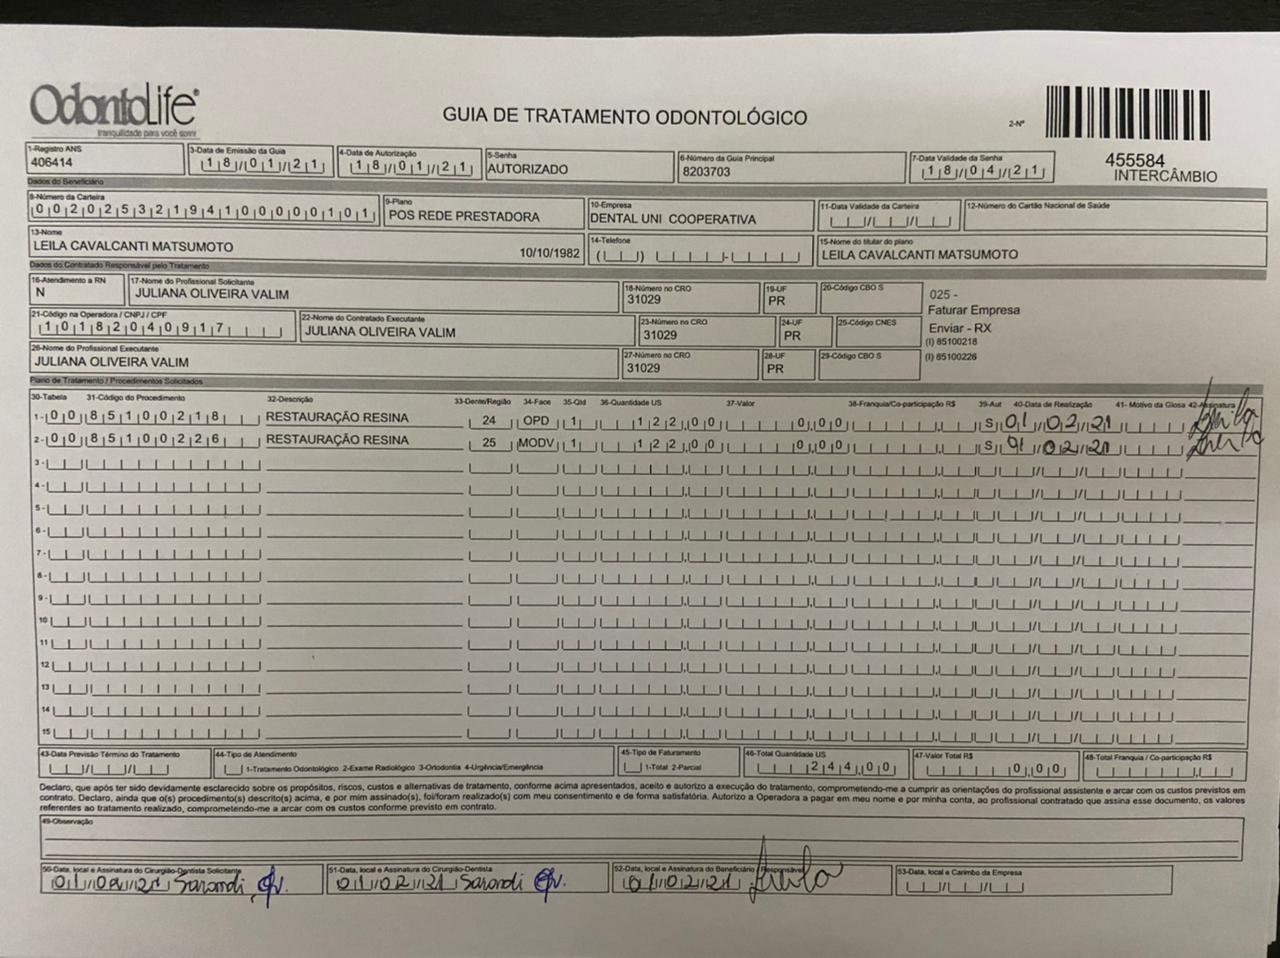 OdontoLife®
tranquilidade para você sorrir
GUIA DE TRATAMENTO ODONTOLÓGICO
2-Nº
455584
INTERCÂMBIO
1-Registro ANS
406414
3-Data de Emissão da Guia
18/01/21
4-Data de Autorização
18/01/21
5-Senha
AUTORIZADO
6-Número da Guia Principal
8203703
7-Data Validade da Senha
18/04/21
Dados do Beneficiário
8-Número da Carteira
00202532194100000101
9-Plano
POS REDE PRESTADORA
10-Empresa
DENTAL UNI COOPERATIVA
11-Data Validade da Carteira
12-Número do Cartão Nacional de Saúde
13-Nome
LEILA CAVALCANTI MATSUMOTO 10/10/1982
14-Telefone
15-Nome do titular do plano
LEILA CAVALCANTI MATSUMOTO
Dados do Contratado Responsável pelo Tratamento
16-Atendimento a RN
N
17-Nome do Profissional Solicitante
JULIANA OLIVEIRA VALIM
18-Número no CRO
31029
19-UF
PR
20-Código CBO S
025 -
Faturar Empresa
Enviar - RX
(I) 85100218
(I) 85100226
21-Código na Operadora / CNPJ / CPF
10182040917
22-Nome do Contratado Executante
JULIANA OLIVEIRA VALIM
23-Número no CRO
31029
24-UF
PR
25-Código CNES
26-Nome do Profissional Executante
JULIANA OLIVEIRA VALIM
27-Número no CRO
31029
28-UF
PR
29-Código CBO S
Plano de Tratamento / Procedimentos Solicitados
30-Tabela 31-Código do Procedimento 32-Descrição 33-Dente/Região 34-Face 35-Qtd 36-Quantidade US 37-Valor 38-Franquia/Co-participação R$ 39-Aut 40-Data de Realização 41- Motivo da Glosa 42-Assinatura
1- 00 85100218 RESTAURAÇÃO RESINA 24 OPD 1 122,00 0,00 S 01/02/21
2- 00 85100226 RESTAURAÇÃO RESINA 25 MODV 1 122,00 0,00 S 01/02/21
3-
4-
5-
6-
7-
8-
9-
10
11
12
13
14
15
43-Data Previsão Término do Tratamento
44-Tipo de Atendimento
1-Tratamento Odontológico 2-Exame Radiológico 3-Ortodontia 4-Urgência/Emergência
45-Tipo de Faturamento
1-Total 2-Parcial
46-Total Quantidade US
244,00
47-Valor Total R$
0,00
48-Total Franquia / Co-participação R$
Declaro, que após ter sido devidamente esclarecido sobre os propósitos, riscos, custos e alternativas de tratamento, conforme acima apresentados, aceito e autorizo a execução do tratamento, comprometendo-me a cumprir as orientações do profissional assistente e arcar com os custos previstos em
contrato. Declaro, ainda que o(s) procedimento(s) descrito(s) acima, e por mim assinado(s), foi/foram realizado(s) com meu consentimento e de forma satisfatória. Autorizo a Operadora a pagar em meu nome e por minha conta, ao profissional contratado que assina esse documento, os valores
referentes ao tratamento realizado, comprometendo-me a arcar com os custos conforme previsto em contrato.
49-Observação
50-Data, local e Assinatura do Cirurgião-Dentista Solicitante
01/02/21 Sarandi
51-Data, local e Assinatura do Cirurgião-Dentista
01/02/21 Sarandi
52-Data, local e Assinatura do Beneficiário / Responsável
01/02/21
53-Data, local e Carimbo da Empresa